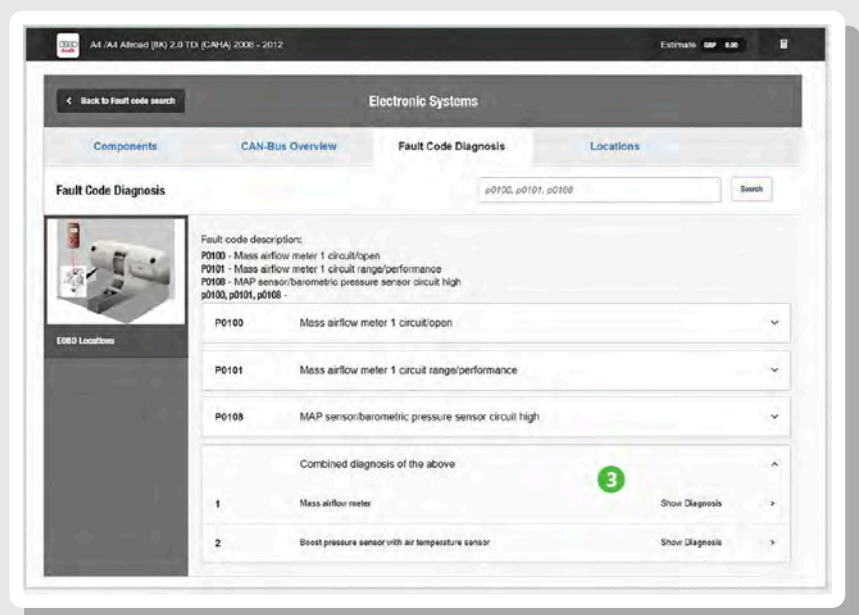 Audi A4 /A4 Allroad (8K) 2.0 TDi (CAHA) 2008 - 2012 Estimate GBP 0.00
Back to Fault code search Electronic Systems
Components CAN-Bus Overview Fault Code Diagnosis Locations
Fault Code Diagnosis p0100, p0101, p0108 Search
Fault code description:
P0100 - Mass airflow meter 1 circuit/open
P0101 - Mass airflow meter 1 circuit range/performance
P0108 - MAP sensor/barometric pressure sensor circuit high
p0100, p0101, p0108 -
EOBD Locations
P0100 Mass airflow meter 1 circuit/open
P0101 Mass airflow meter 1 circuit range/performance
P0108 MAP sensor/barometric pressure sensor circuit high
Combined diagnosis of the above
3
1 Mass airflow meter Show Diagnosis
2 Boost pressure sensor with air temperature sensor Show Diagnosis